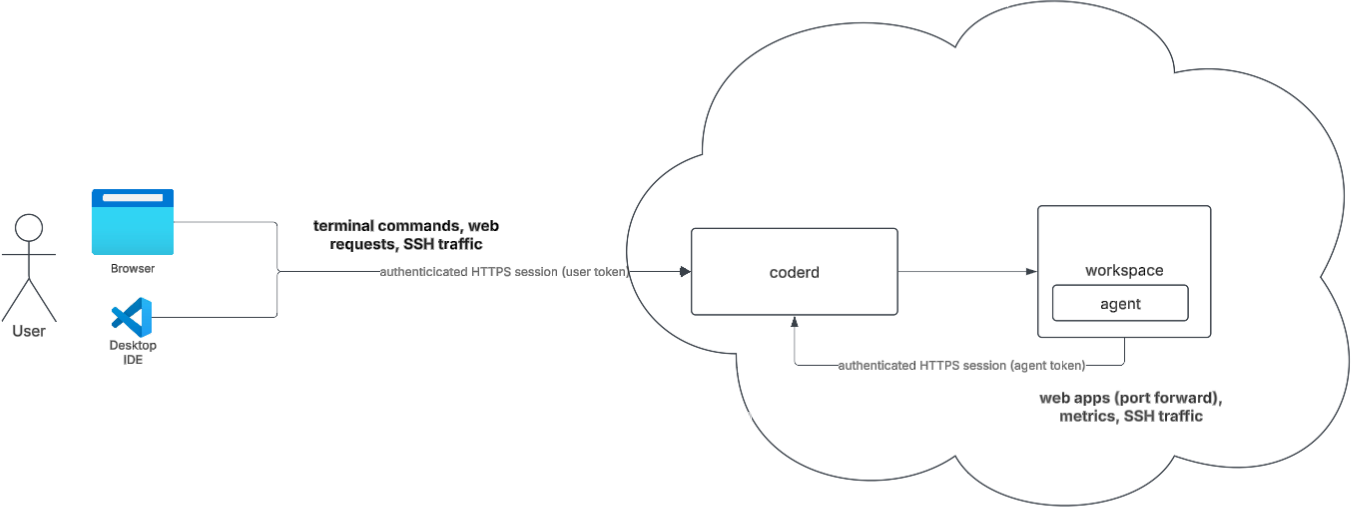 User
Browser
Desktop
IDE
terminal commands, web
requests, SSH traffic
authenticicated HTTPS session (user token)
coderd
workspace
agent
authenticated HTTPS session (agent token)
web apps (port forward),
metrics, SSH traffic